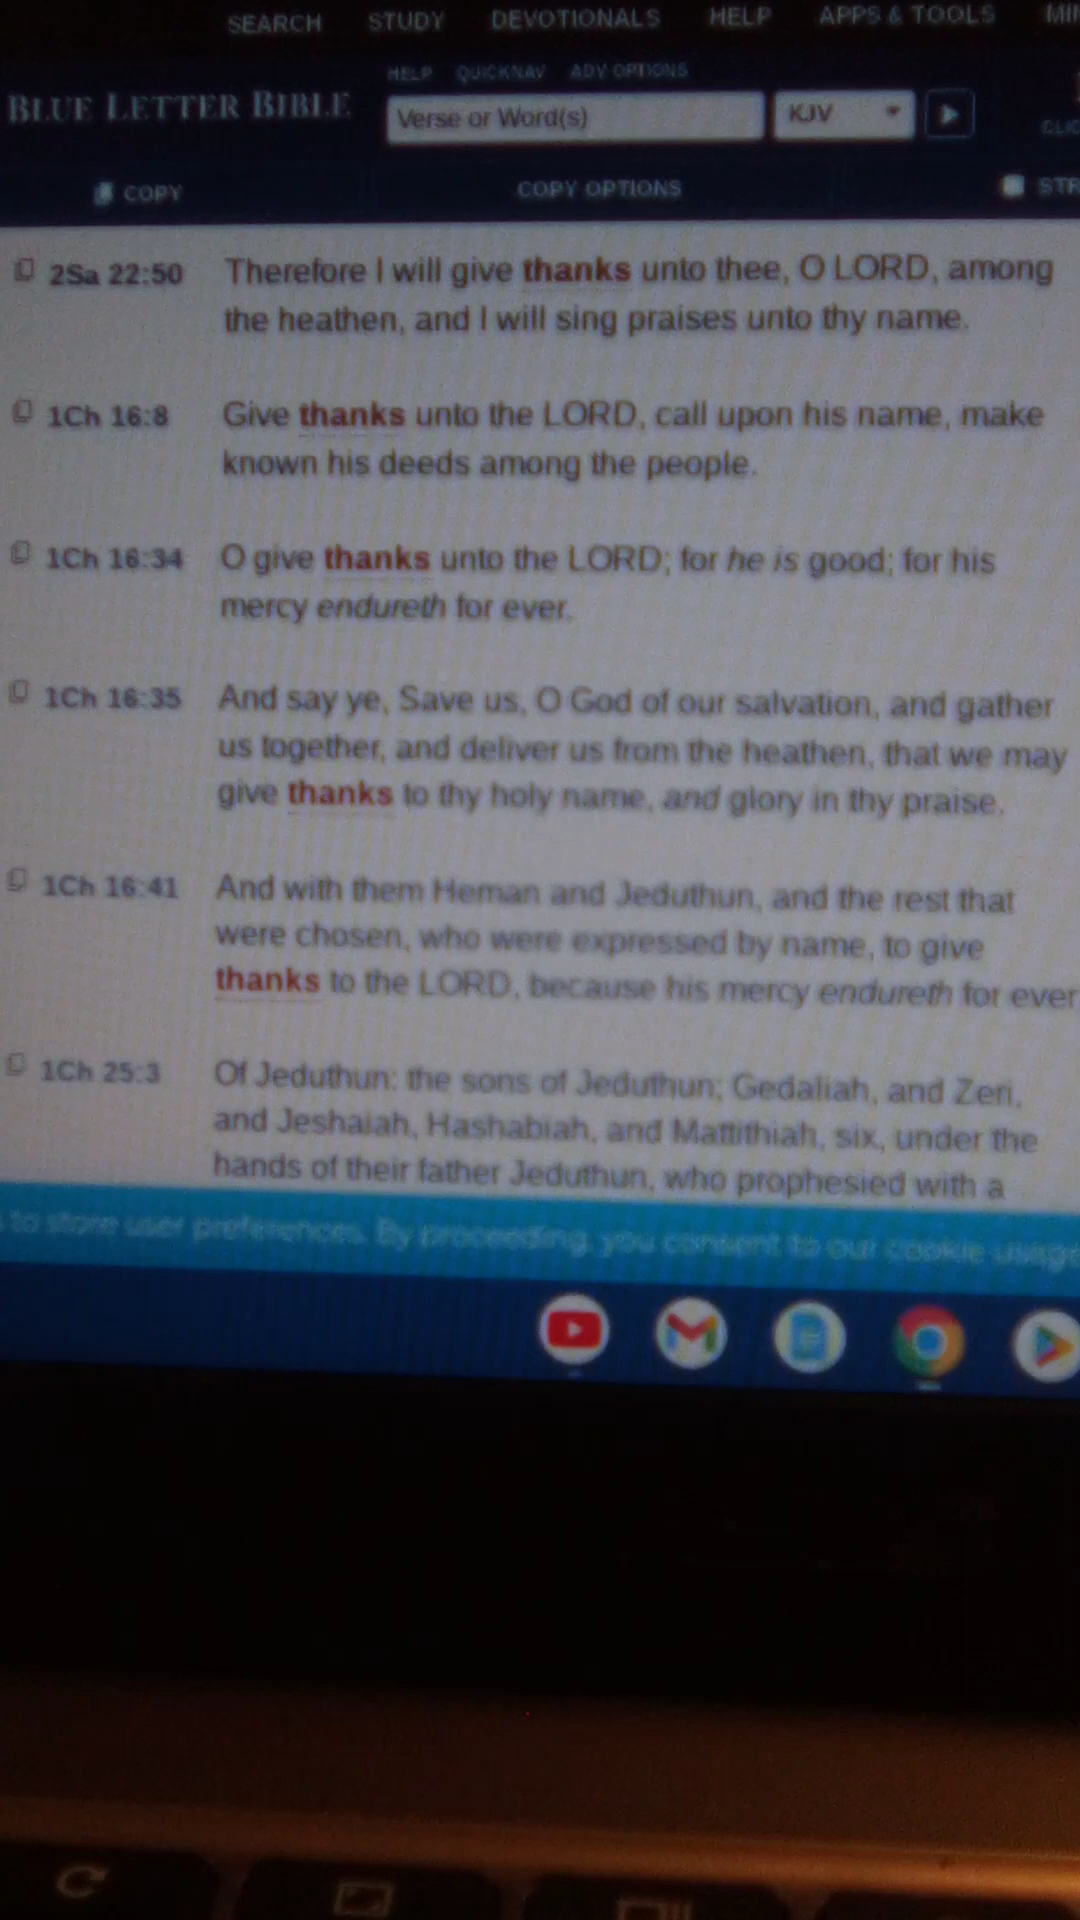 SEARCH STUDY DEVOTIONALS HELP APPS & TOOLS
HELP QUICKNAV ADV OPTIONS
BLUE LETTER BIBLE Verse or Word(s) KJV
COPY COPY OPTIONS
2Sa 22:50 Therefore I will give thanks unto thee, O LORD, among
the heathen, and I will sing praises unto thy name.
1Ch 16:8 Give thanks unto the LORD, call upon his name, make
known his deeds among the people.
1Ch 16:34 O give thanks unto the LORD; for he is good; for his
mercy endureth for ever.
1Ch 16:35 And say ye, Save us, O God of our salvation, and gather
us together, and deliver us from the heathen, that we may
give thanks to thy holy name, and glory in thy praise.
1Ch 16:41 And with them Heman and Jeduthun, and the rest that
were chosen, who were expressed by name, to give
thanks to the LORD, because his mercy endureth for ever
1Ch 25:3 Of Jeduthun: the sons of Jeduthun; Gedaliah, and Zeri,
and Jeshaiah, Hashabiah, and Mattithiah, six, under the
hands of their father Jeduthun, who prophesied with a
to store user preferences. By proceeding, you consent to our cookie usage